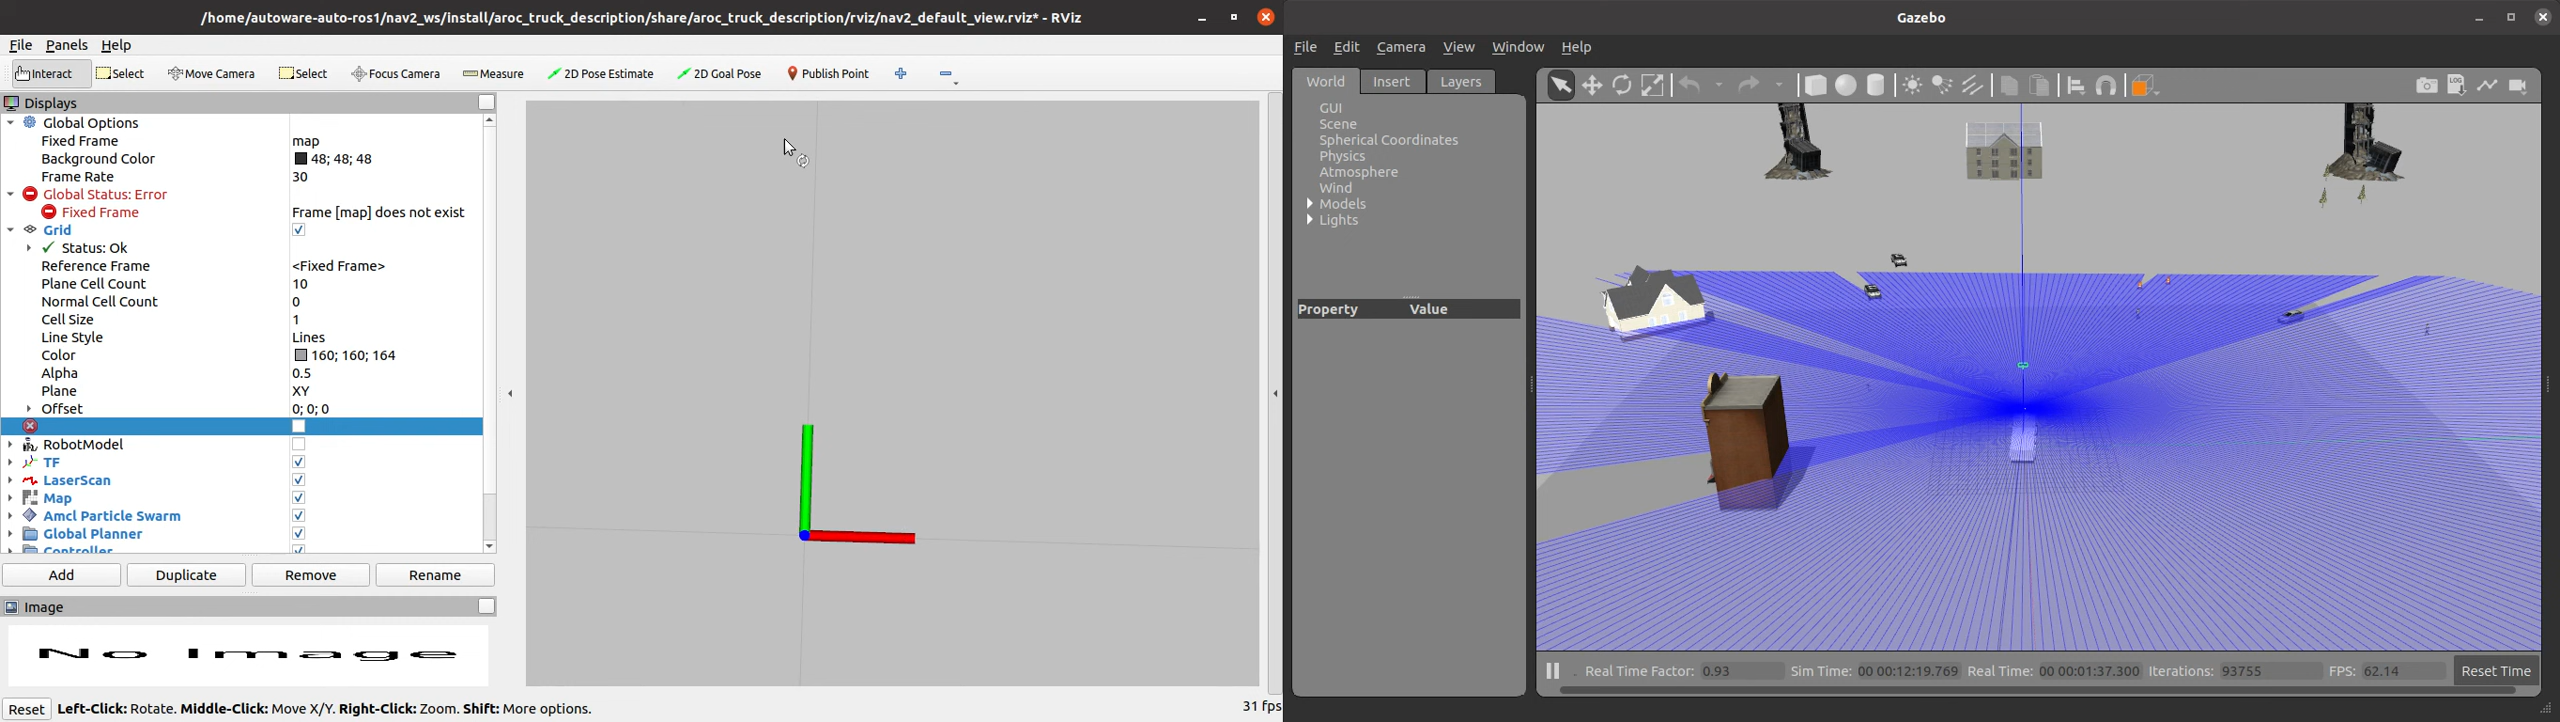 /home/autoware-auto-ros1/nav2_ws/install/aroc_truck_description/share/aroc_truck_description/rviz/nav2_default_view.rviz* - RViz
File Panels Help
Interact Select Move Camera Select Focus Camera Measure 2D Pose Estimate 2D Goal Pose Publish Point
Displays
Global Options
Fixed Frame map
Background Color 48; 48; 48
Frame Rate 30
Global Status: Error
Fixed Frame Frame [map] does not exist
Grid
Status: Ok
Reference Frame <Fixed Frame>
Plane Cell Count 10
Normal Cell Count 0
Cell Size 1
Line Style Lines
Color 160; 160; 164
Alpha 0.5
Plane XY
Offset 0; 0; 0
RobotModel
TF
LaserScan
Map
Amcl Particle Swarm
Global Planner
Controller
Add Duplicate Remove Rename
Image
No Image
Reset Left-Click: Rotate. Middle-Click: Move X/Y. Right-Click: Zoom. Shift: More options. 31 fps
Gazebo
File Edit Camera View Window Help
World Insert Layers
LOG
GUI
Scene
Spherical Coordinates
Physics
Atmosphere
Wind
Models
Lights
Property Value
Real Time Factor: 0.93 Sim Time: 00 00:12:19.769 Real Time: 00 00:01:37.300 Iterations: 93755 FPS: 62.14 Reset Time